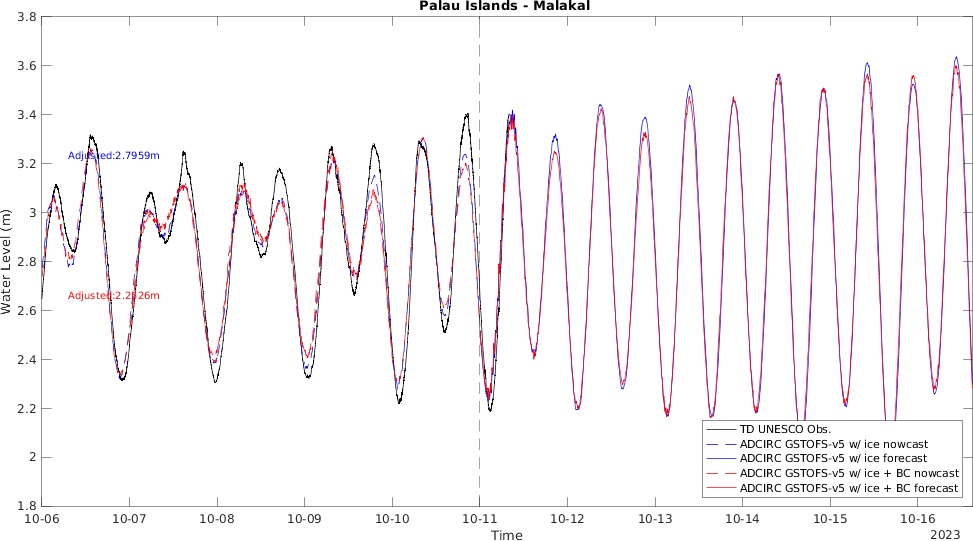 Palau Islands - Malakal
3.8
3.6
3.4
3.2
3
2.8
2.6
2.4
2.2
2
1.8
Water Level (m)
Adjusted:2.7959m
Adjusted:2.2526m
TD UNESCO Obs.
ADCIRC GSTOFS-v5 w/ ice nowcast
ADCIRC GSTOFS-v5 w/ ice forecast
ADCIRC GSTOFS-v5 w/ ice + BC nowcast
ADCIRC GSTOFS-v5 w/ ice + BC forecast
10-06 10-07 10-08 10-09 10-10 10-11 10-12 10-13 10-14 10-15 10-16
Time
2023